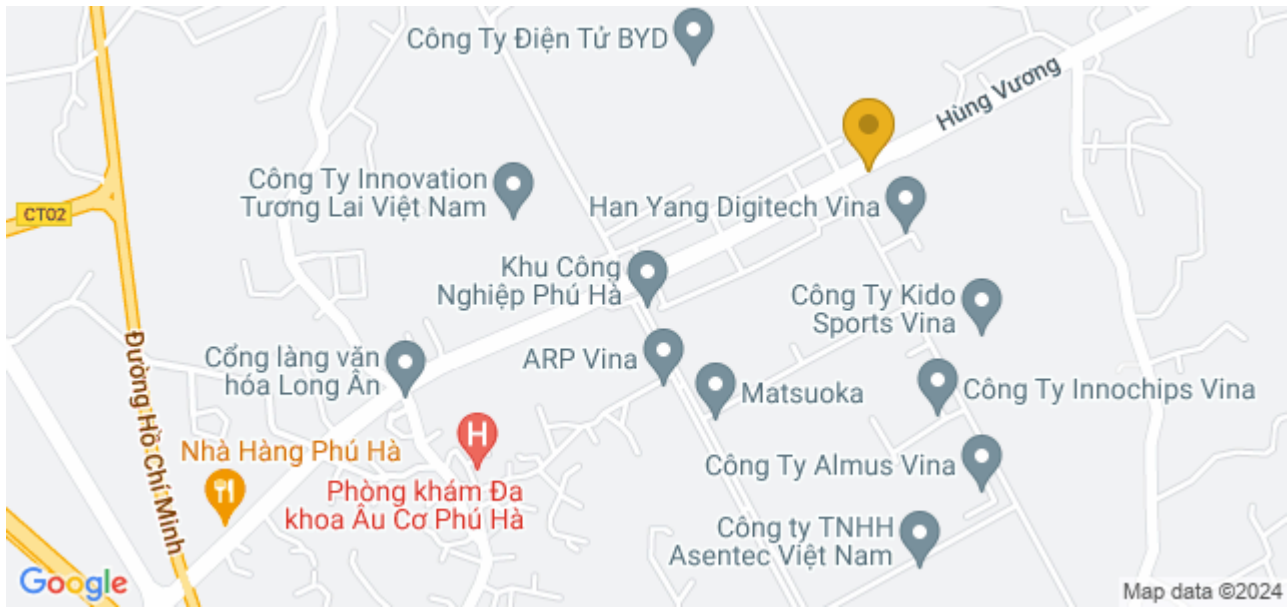 Công Ty Điện Tử BYD
Hùng Vương
Công Ty Innovation
Tương Lai Việt Nam
Han Yang Digitech Vina
CT02
Khu Công
Nghiệp Phú Hà
Công Ty Kido
Sports Vina
Đường Hồ Chí Minh
Cổng làng văn
hóa Long Ân
ARP Vina
Matsuoka
Công Ty Innochips Vina
Nhà Hàng Phú Hà
H
Công Ty Almus Vina
Phòng khám Đa
khoa Âu Cơ Phú Hà
Công ty TNHH
Asentec Việt Nam
Google
Map data ©2024